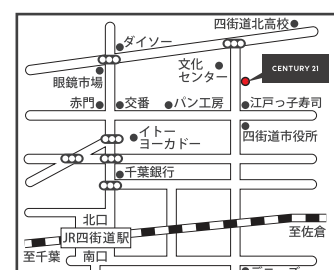 四街道北高校
ダイソー
文化
センター
CENTURY 21
眼鏡市場
赤門
交番
パン工房
江戸っ子寿司
イトー
ヨーカドー
四街道市役所
千葉銀行
北口
JR四街道駅
至佐倉
至千葉
南口